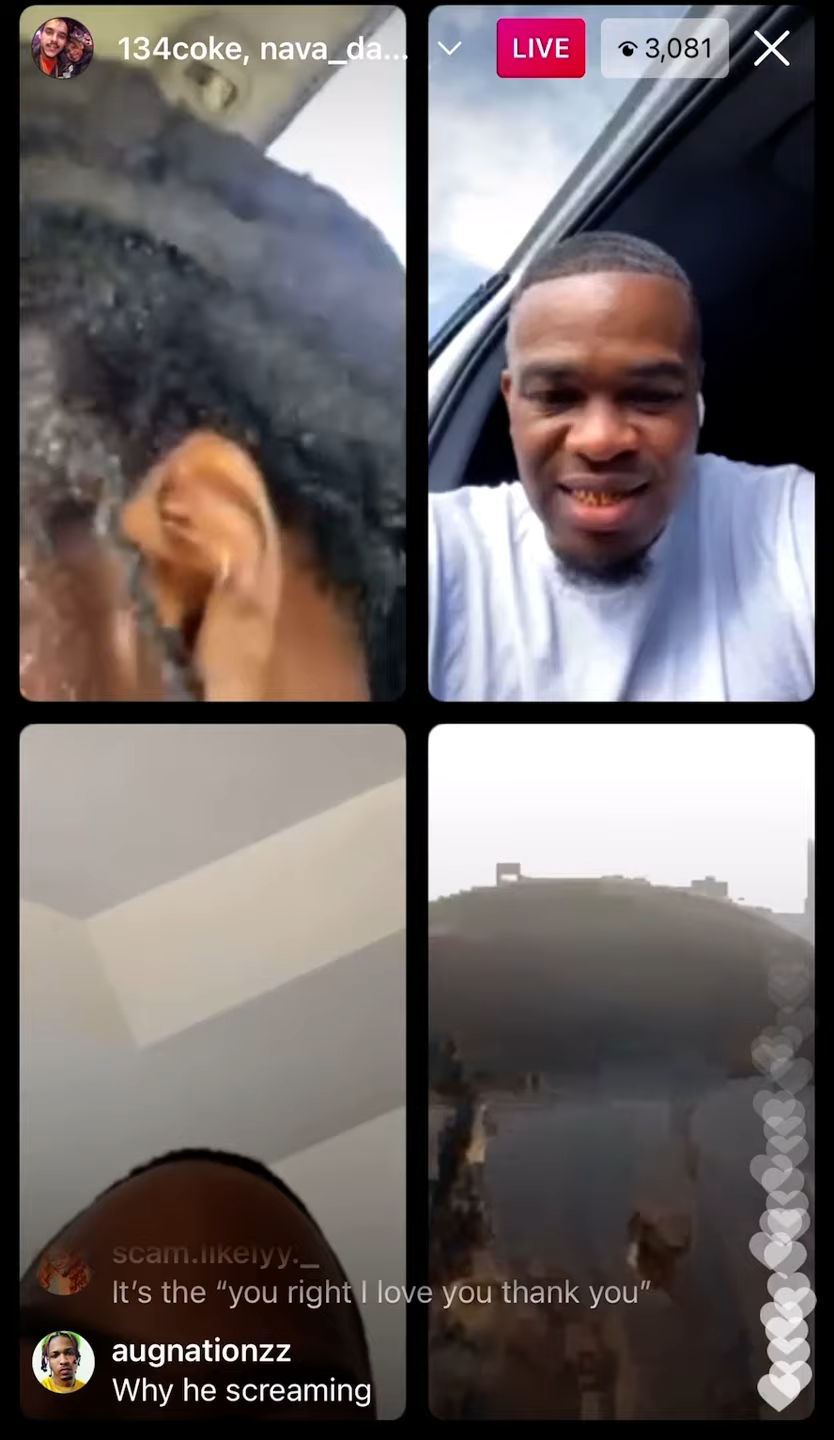 134coke, nava_da...
LIVE
3,081
scam.likelyy._
It's the “you right I love you thank you”
augnationzz
Why he screaming